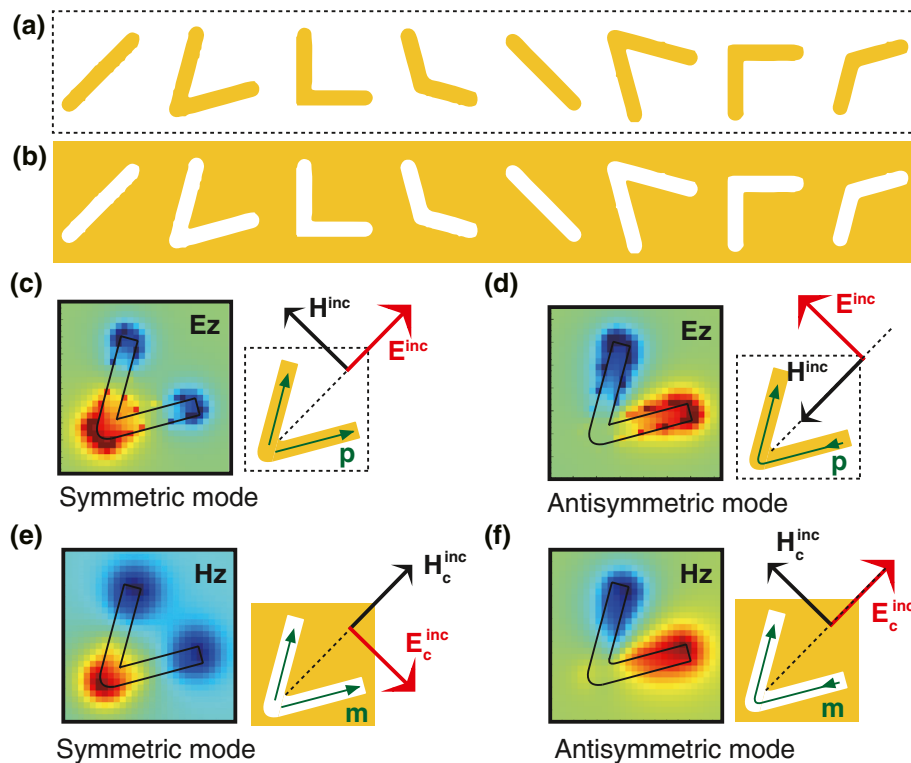 (a)
(b)
(c)
Ez
H^inc
E^inc
p
Symmetric mode
(d)
Ez
E^inc
H^inc
p
Antisymmetric mode
(e)
Hz
H_c^inc
E_c^inc
m
Symmetric mode
(f)
Hz
H_c^inc
E_c^inc
m
Antisymmetric mode